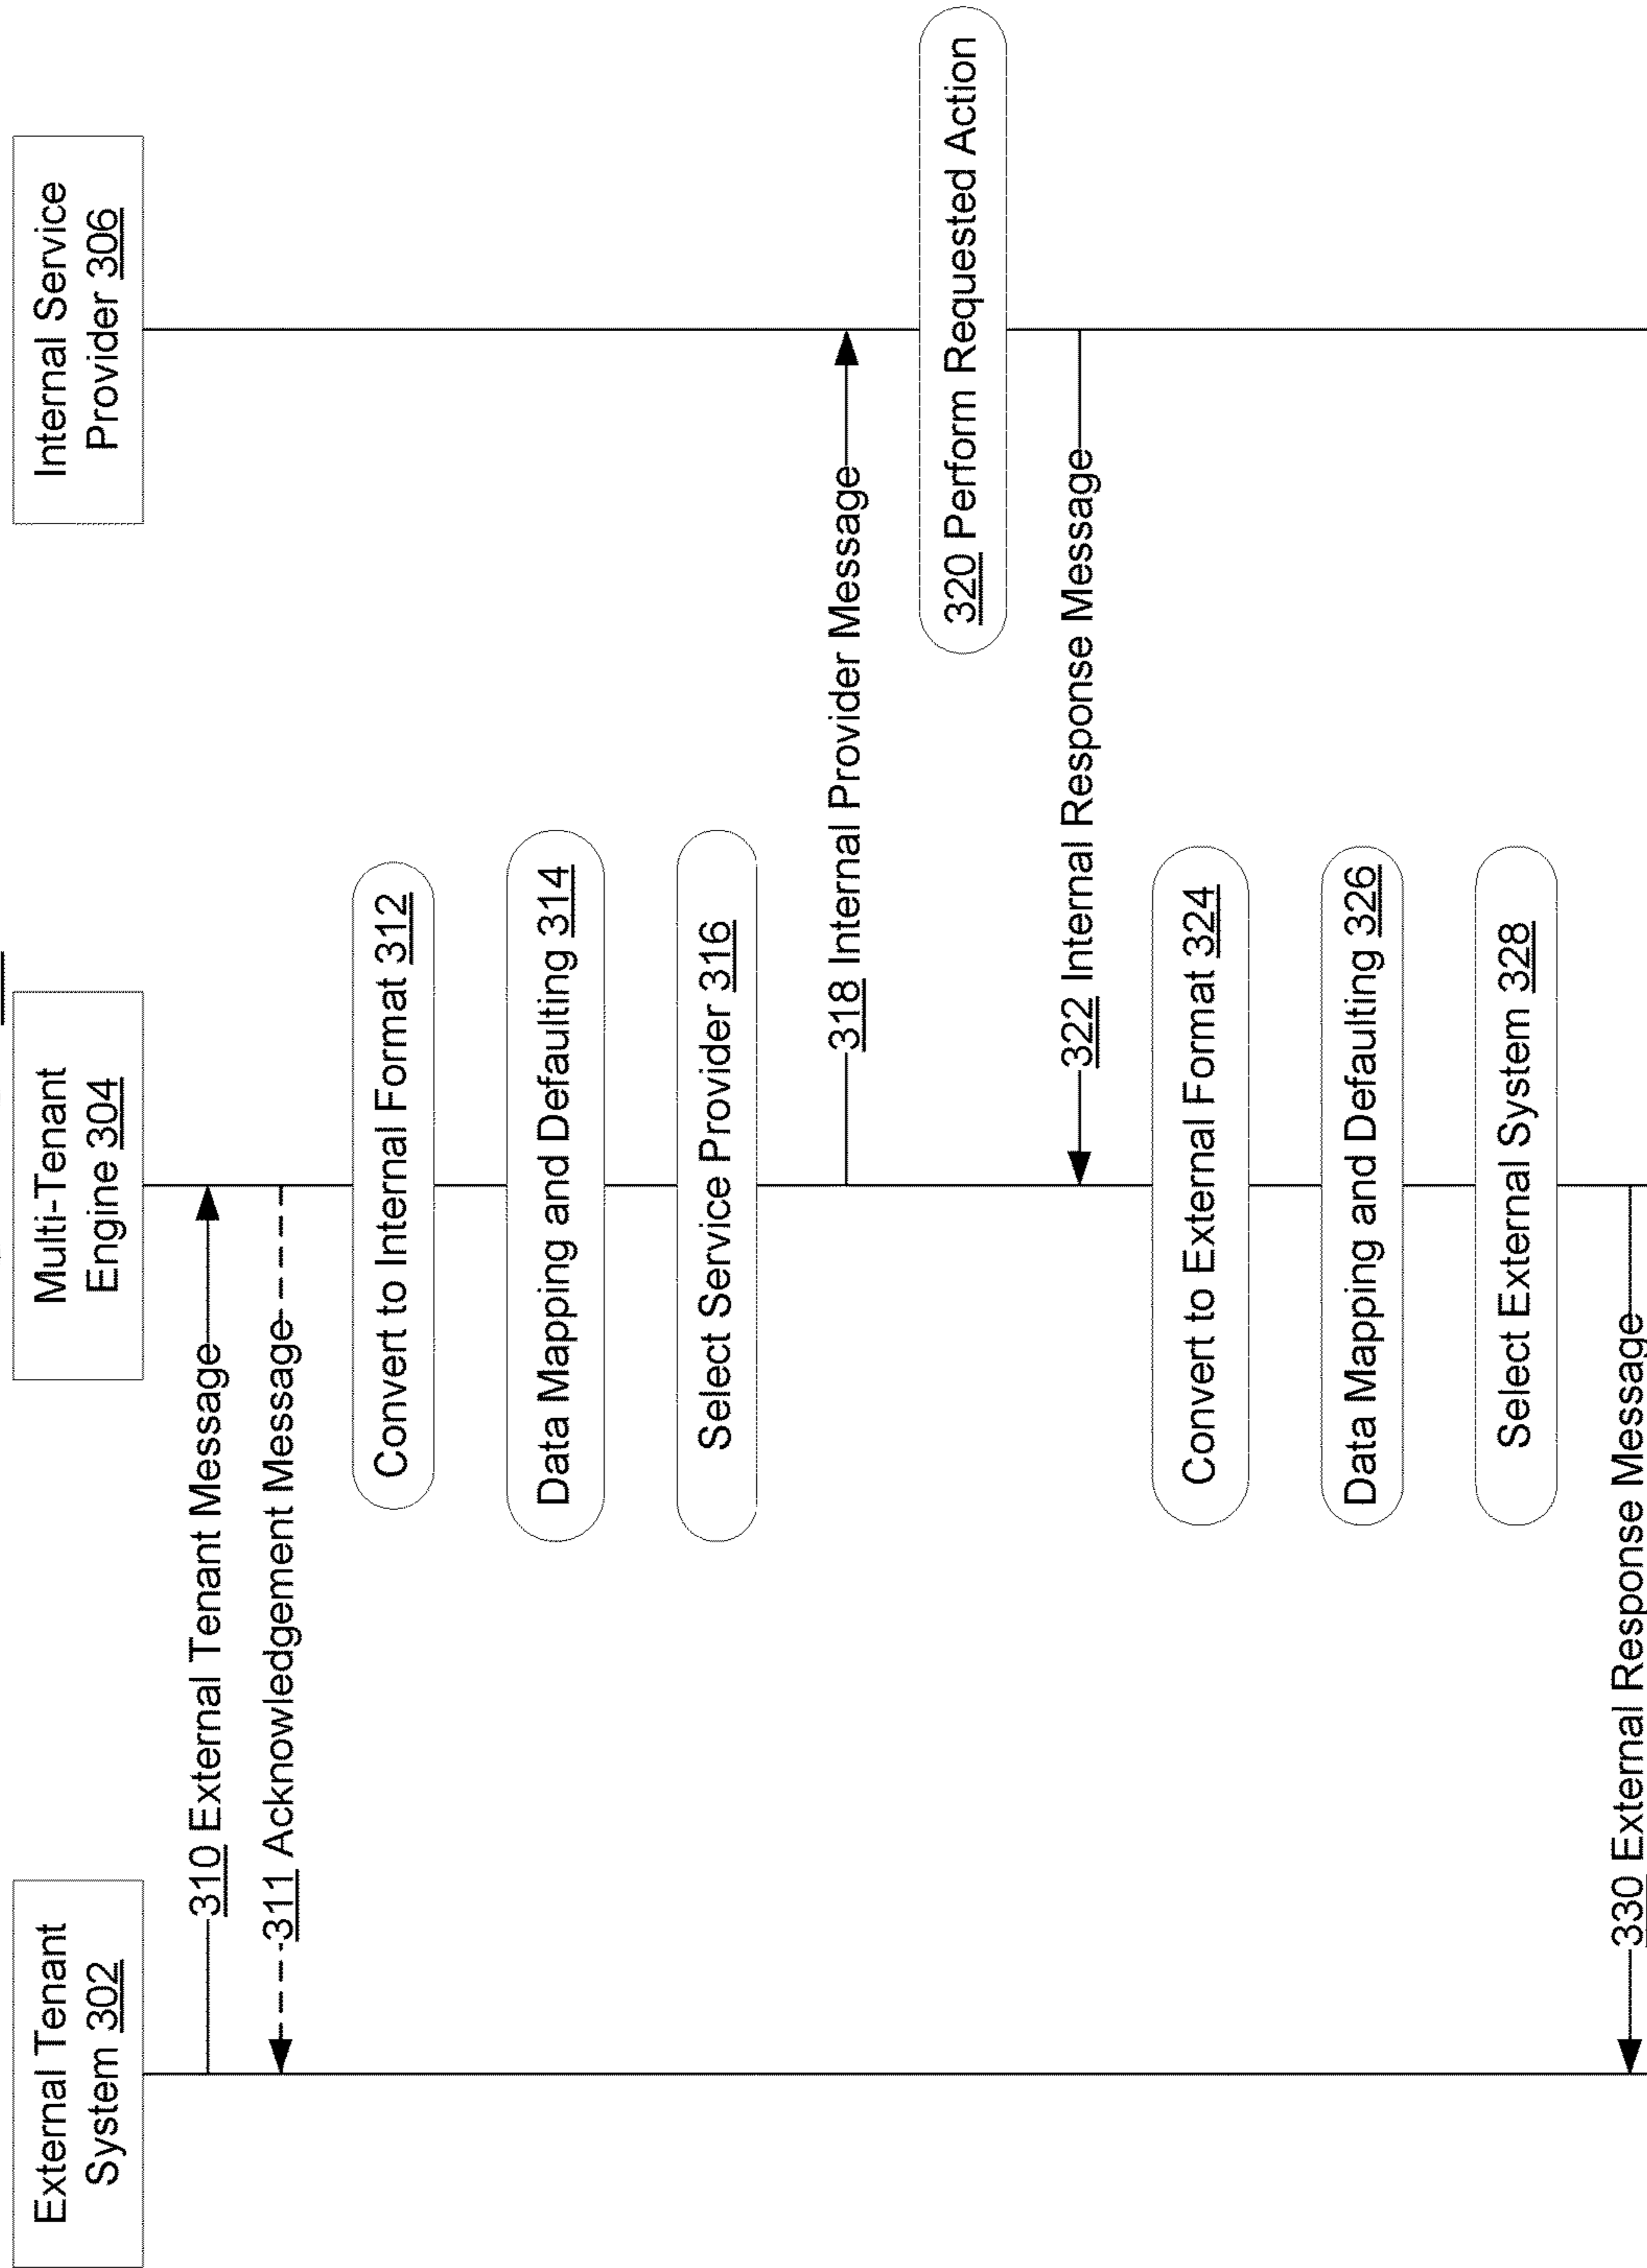 External Tenant
System 302
Multi-Tenant
Engine 304
Internal Service
Provider 306
310 External Tenant Message
311 Acknowledgement Message
Convert to Internal Format 312
Data Mapping and Defaulting 314
Select Service Provider 316
318 Internal Provider Message
320 Perform Requested Action
322 Internal Response Message
Convert to External Format 324
Data Mapping and Defaulting 326
Select External System 328
330 External Response Message